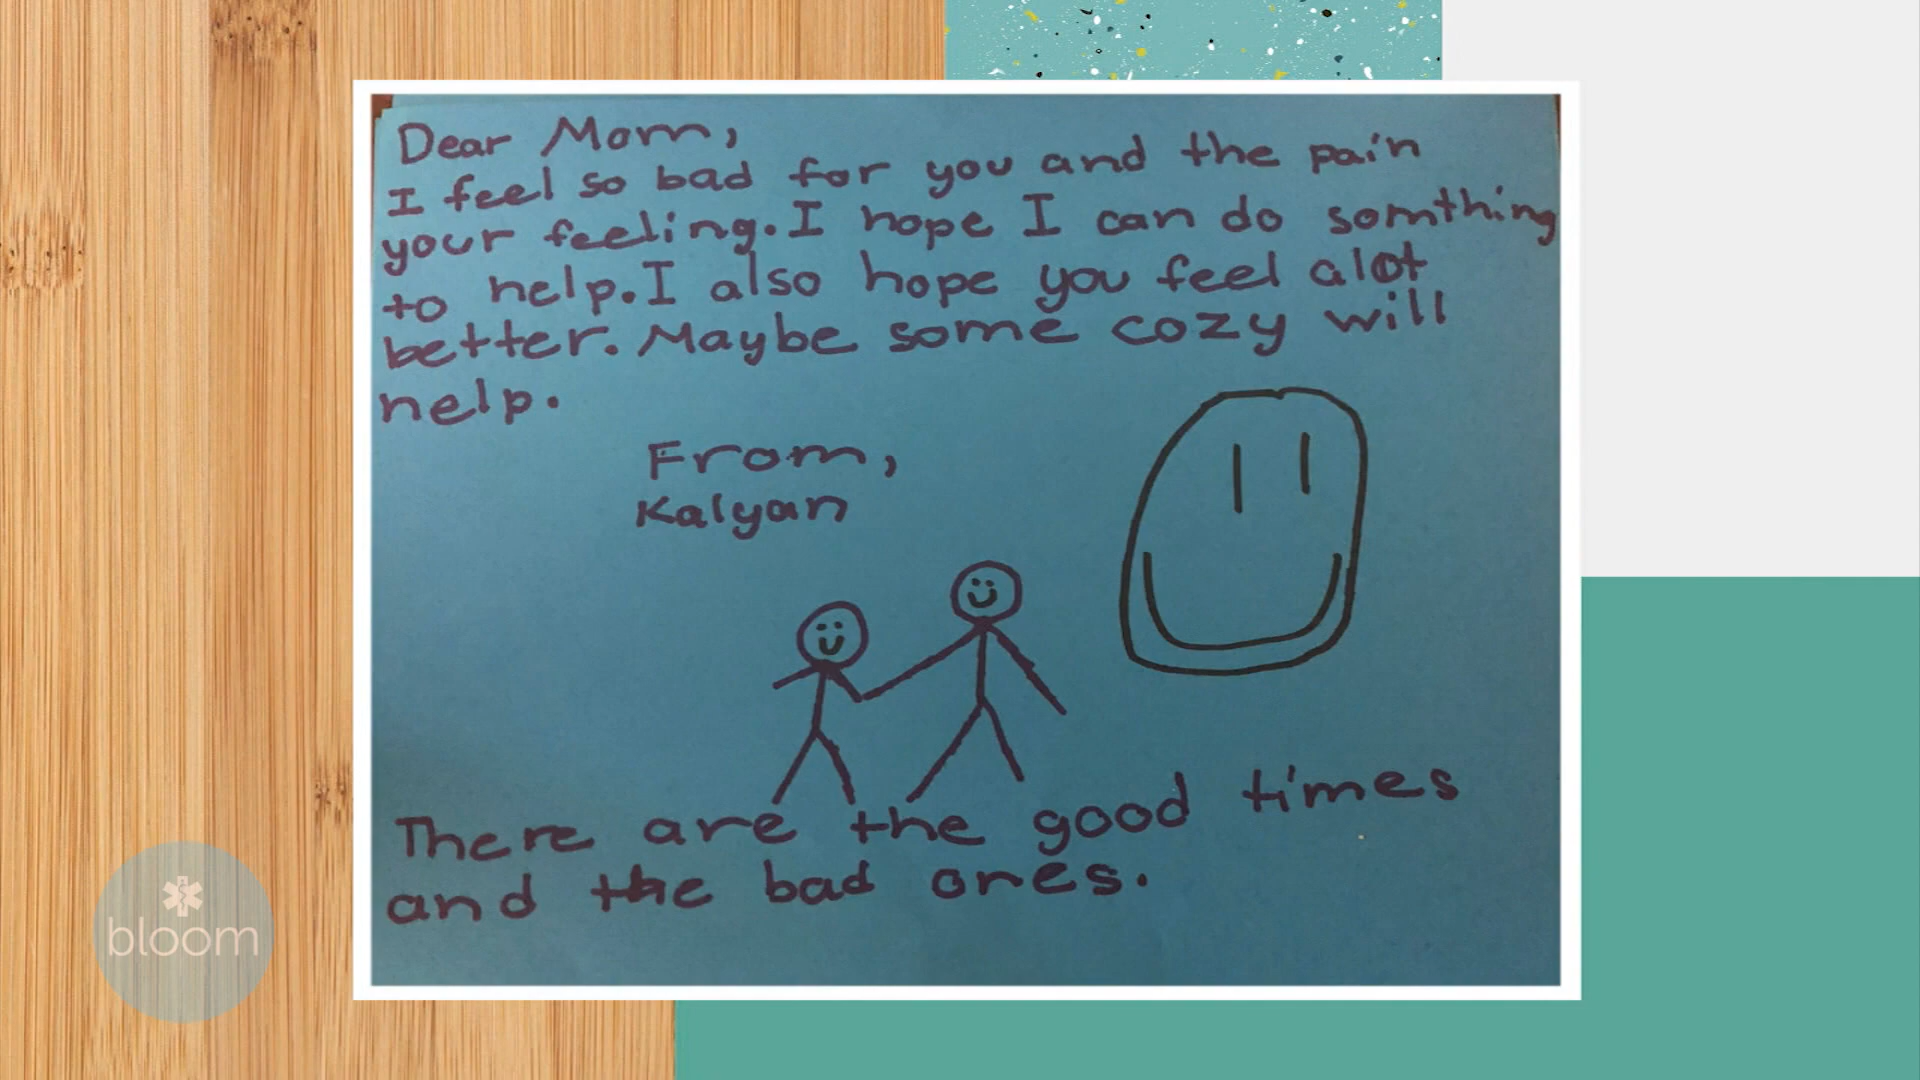 Dear Mom,
I feel so bad for you and the pain
your feeling. I hope I can do somthing
to help. I also hope you feel alot
better. Maybe some cozy will
help.
From,
Kalyan
There are the good times
and the bad ones.
bloom